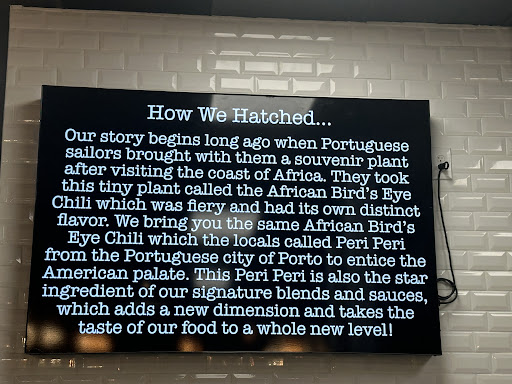 How We Hatched...
Our story begins long ago when Portuguese
sailors brought with them a souvenir plant
after visiting the coast of Africa. They took
this tiny plant called the African Bird's Eye
Chili which was fiery and had its own distinct
flavor. We bring you the same African Bird's
Eye Chili which the locals called Peri Peri
from the Portuguese city of Porto to entice the
American palate. This Peri Peri is also the star
ingredient of our signature blends and sauces,
which adds a new dimension and takes the
taste of our food to a whole new level!